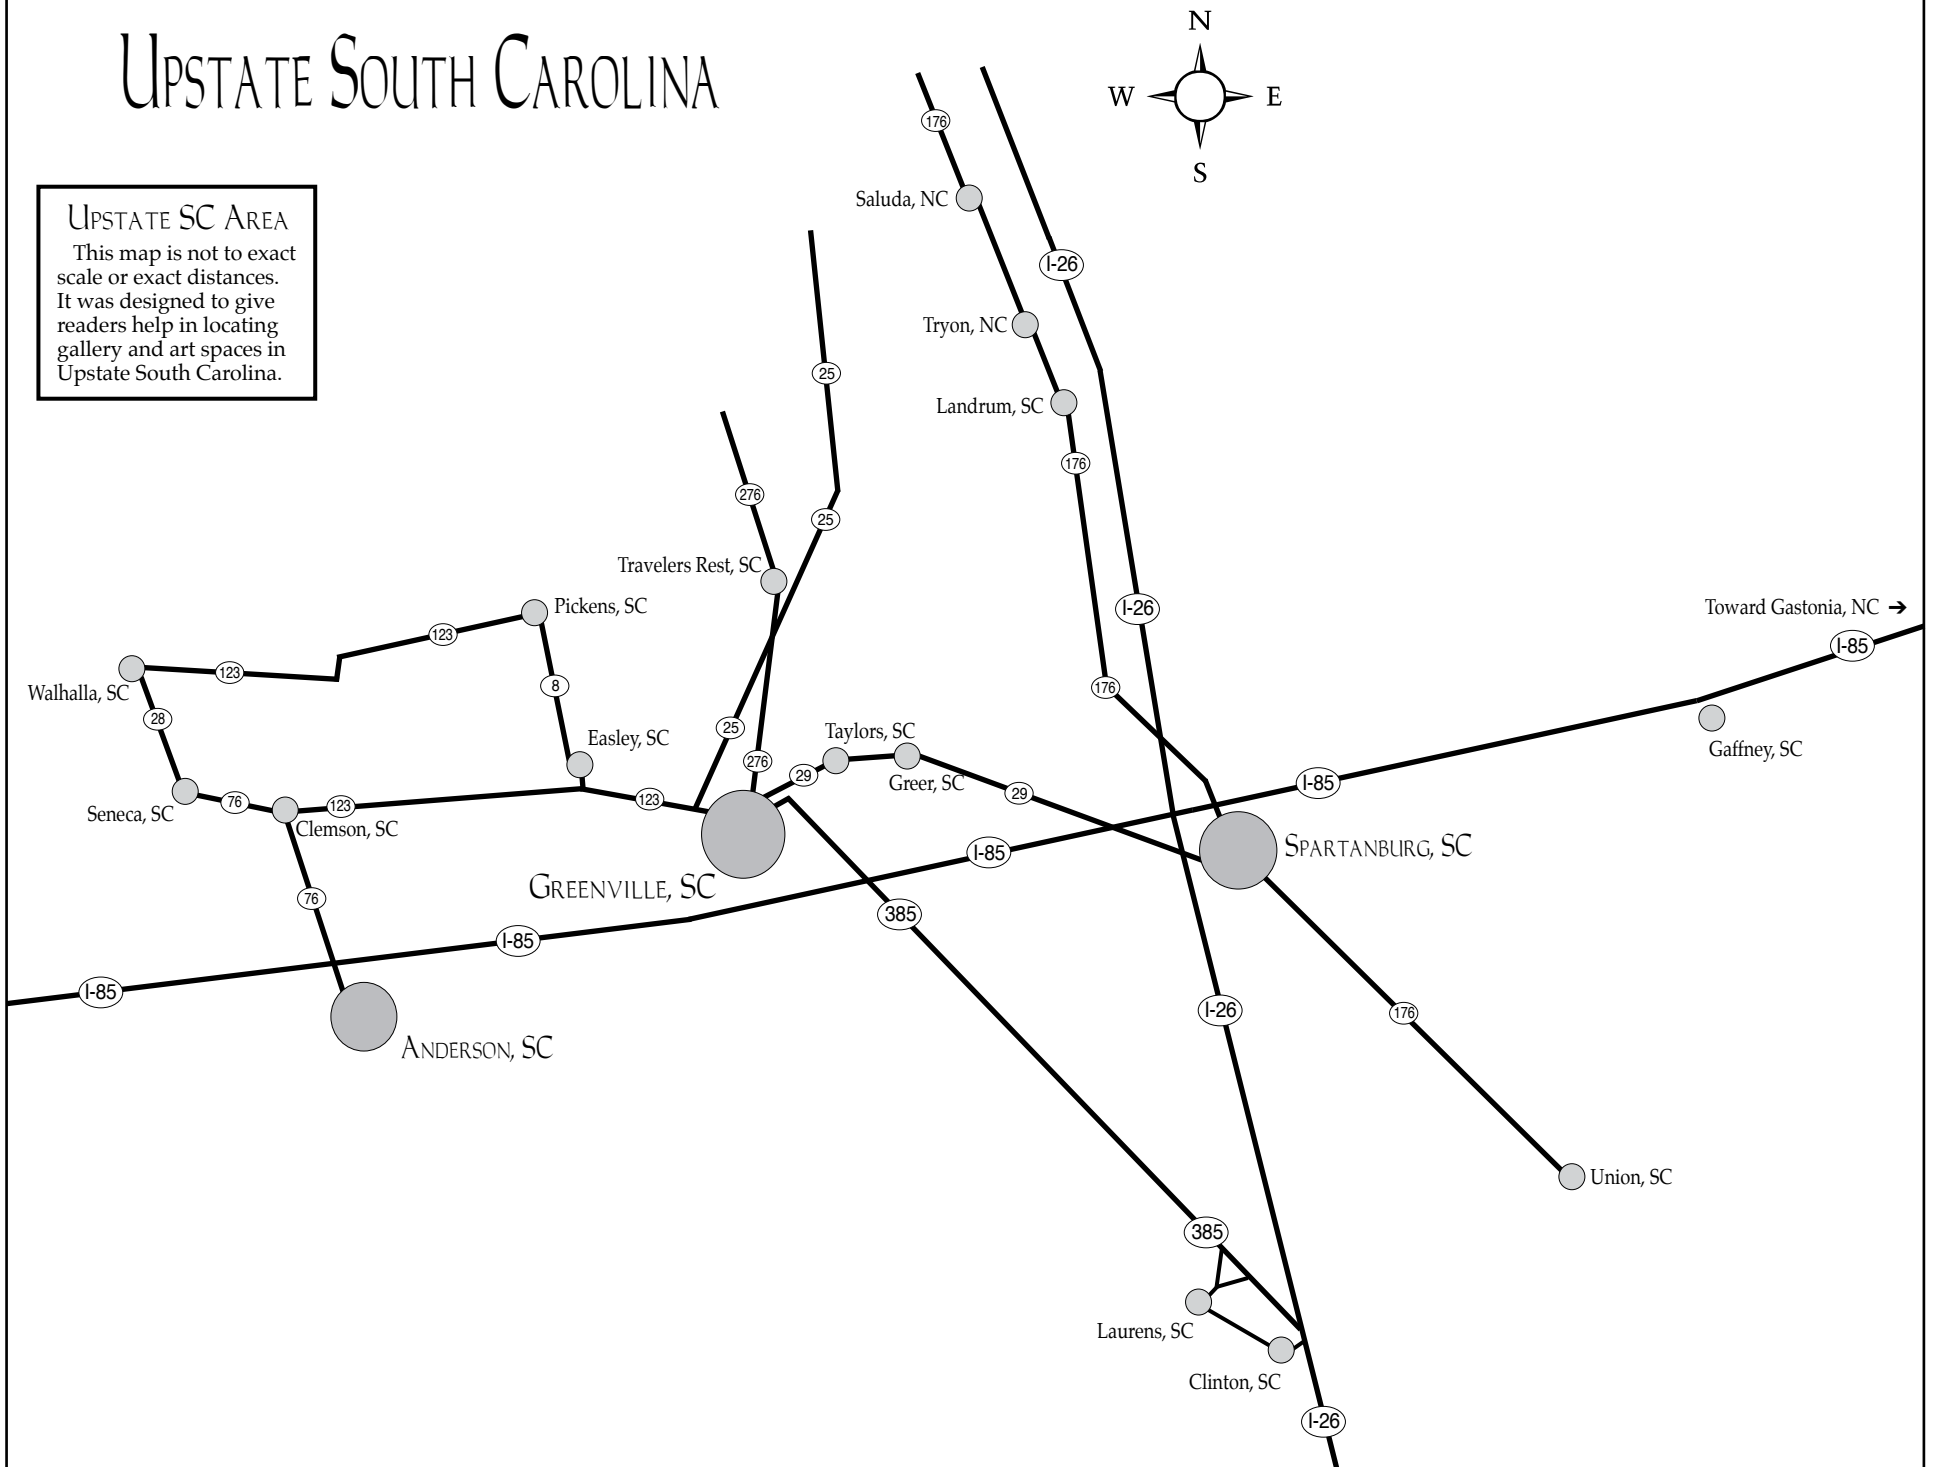 UPSTATE SOUTH CAROLINA
N
W E
S
176
UPSTATE SC AREA
This map is not to exact
scale or exact distances.
It was designed to give
readers help in locating
gallery and art spaces in
Upstate South Carolina.
Saluda, NC
I-26
Tryon, NC
25
Landrum, SC
176
276
25
Travelers Rest, SC
Pickens, SC
I-26
Toward Gastonia, NC ➔
123
I-85
123
Walhalla, SC
8
176
28
25
Taylors, SC
Easley, SC
Gaffney, SC
276
29
Greer, SC
I-85
29
76
123
123
Seneca, SC
Clemson, SC
SPARTANBURG, SC
I-85
GREENVILLE, SC
76
385
I-85
I-85
I-26
176
ANDERSON, SC
Union, SC
385
Laurens, SC
Clinton, SC
I-26